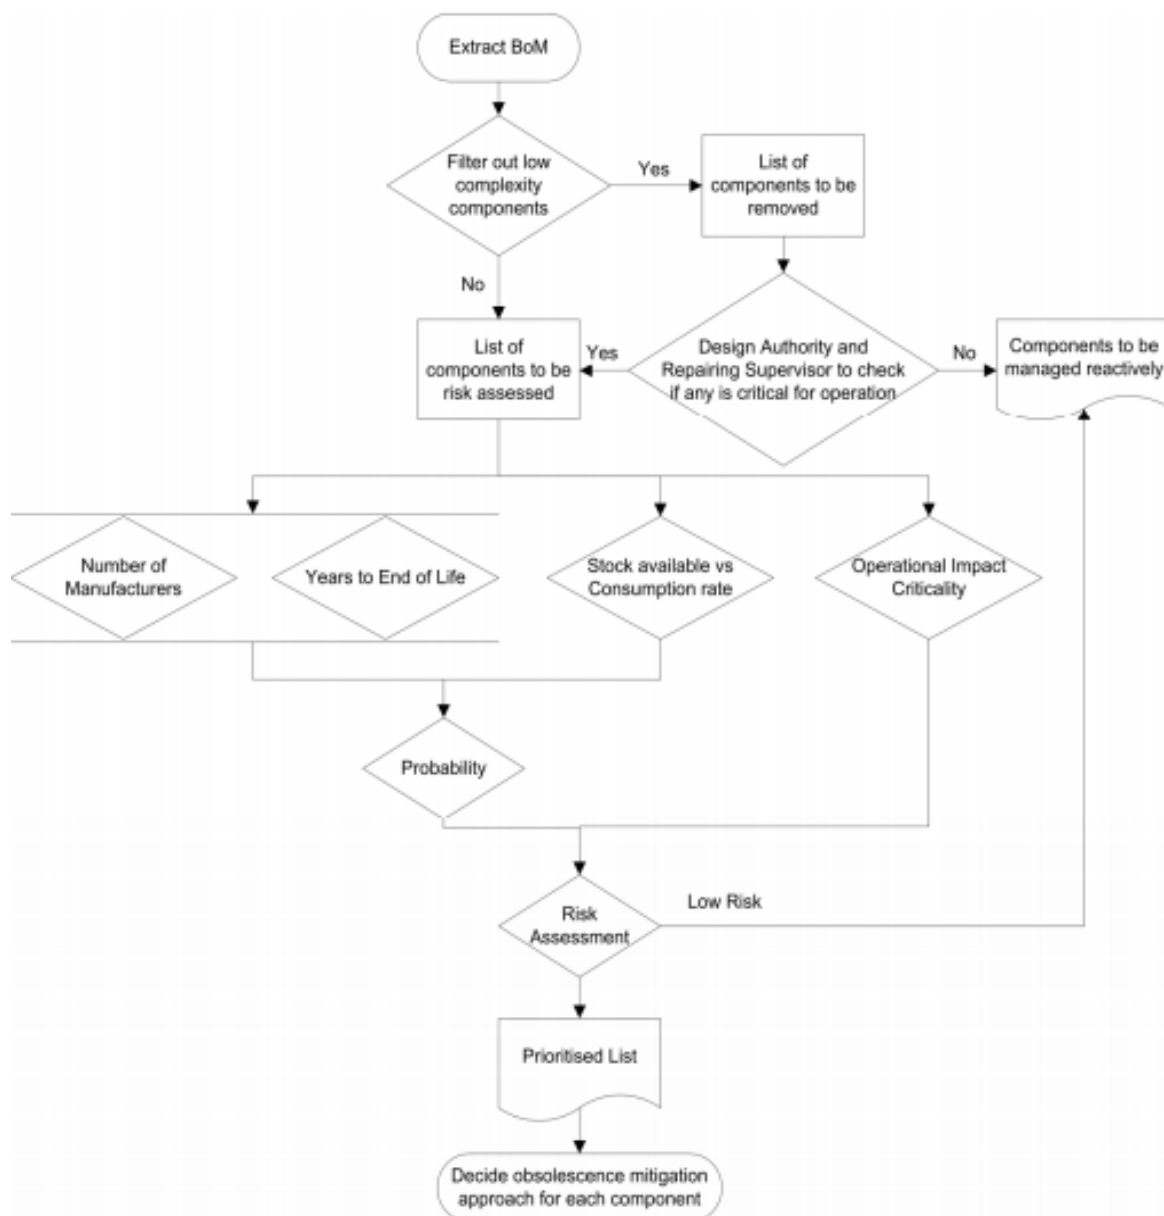 Extract BoM
Filter out low
complexity
components
Yes
List of
components to be
removed
No
List of
components to be
risk assessed
Yes
Design Authority and
Repairing Supervisor to check
if any is critical for operation
No
Components to be
managed reactively
Number of
Manufacturers
Years to End of Life
Stock available vs
Consumption rate
Operational Impact
Criticality
Probability
Risk
Assessment
Low Risk
Prioritised List
Decide obsolescence mitigation
approach for each component